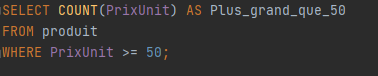 SELECT COUNT(PrixUnit) AS Plus_grand_que_50
FROM produit
WHERE PrixUnit >= 50;